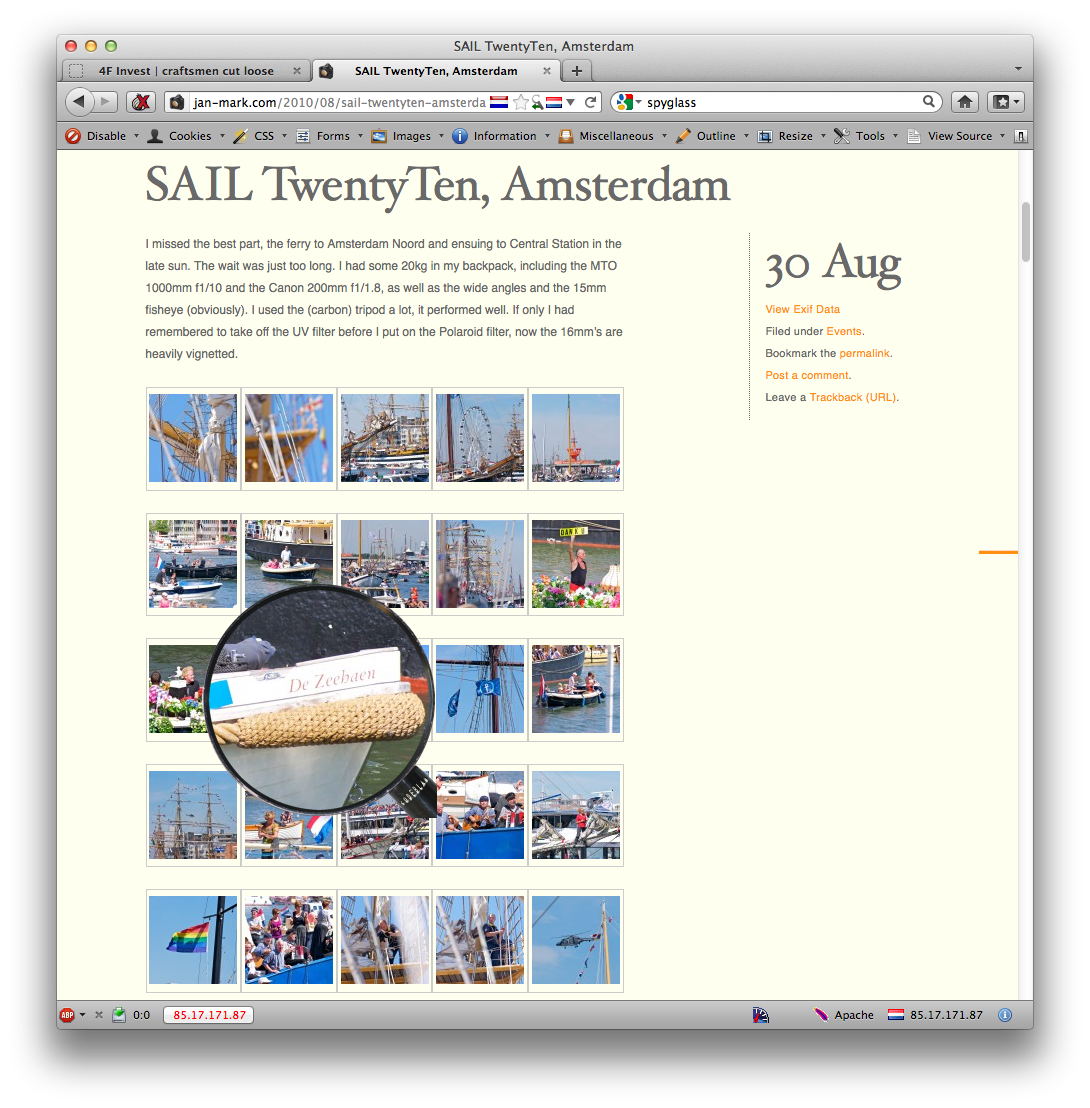 SAIL TwentyTen, Amsterdam
4F Invest | craftsmen cut loose
SAIL TwentyTen, Amsterdam
jan-mark.com/2010/08/sail-twentyten-amsterda
spyglass
Disable Cookies CSS Forms Images Information Miscellaneous Outline Resize Tools View Source
SAIL TwentyTen, Amsterdam
I missed the best part, the ferry to Amsterdam Noord and ensuing to Central Station in the
late sun. The wait was just too long. I had some 20kg in my backpack, including the MTO
1000mm f1/10 and the Canon 200mm f1/1.8, as well as the wide angles and the 15mm
fisheye (obviously). I used the (carbon) tripod a lot, it performed well. If only I had
remembered to take off the UV filter before I put on the Polaroid filter, now the 16mm's are
heavily vignetted.
30 Aug
View Exif Data
Filed under Events.
Bookmark the permalink.
Post a comment.
Leave a Trackback (URL).
De Zeebaen
ABP 0:0 85.17.171.87 Apache 85.17.171.87